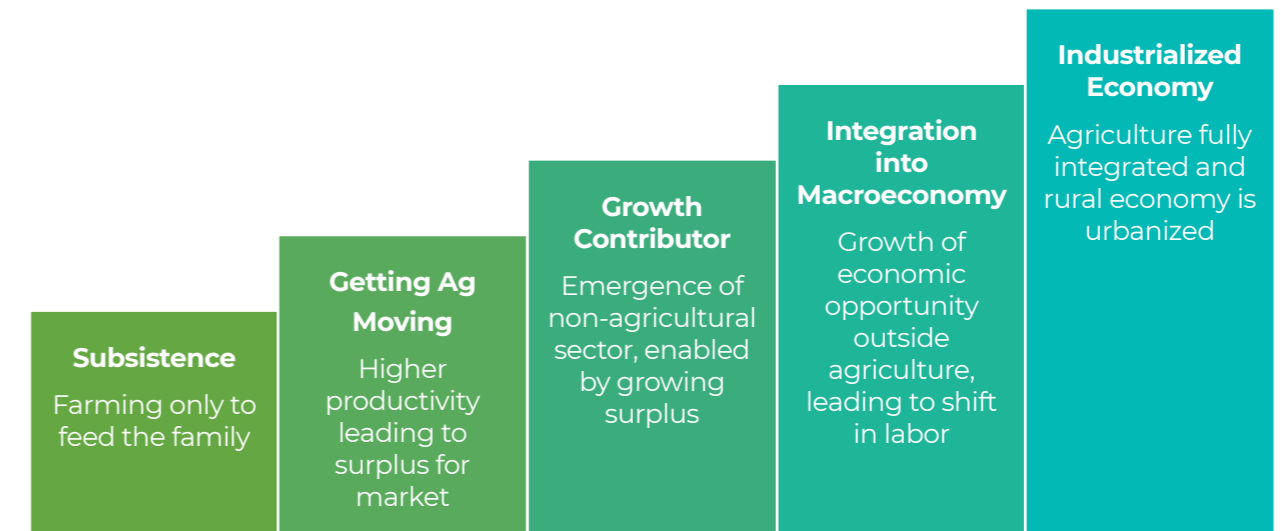 Subsistence
Farming only to
feed the family
Getting Ag
Moving
Higher
productivity
leading to
surplus for
market
Growth
Contributor
Emergence of
non-agricultural
sector, enabled
by growing
surplus
Integration
into
Macroeconomy
Growth of
economic
opportunity
outside
agriculture,
leading to shift
in labor
Industrialized
Economy
Agriculture fully
integrated and
rural economy is
urbanized